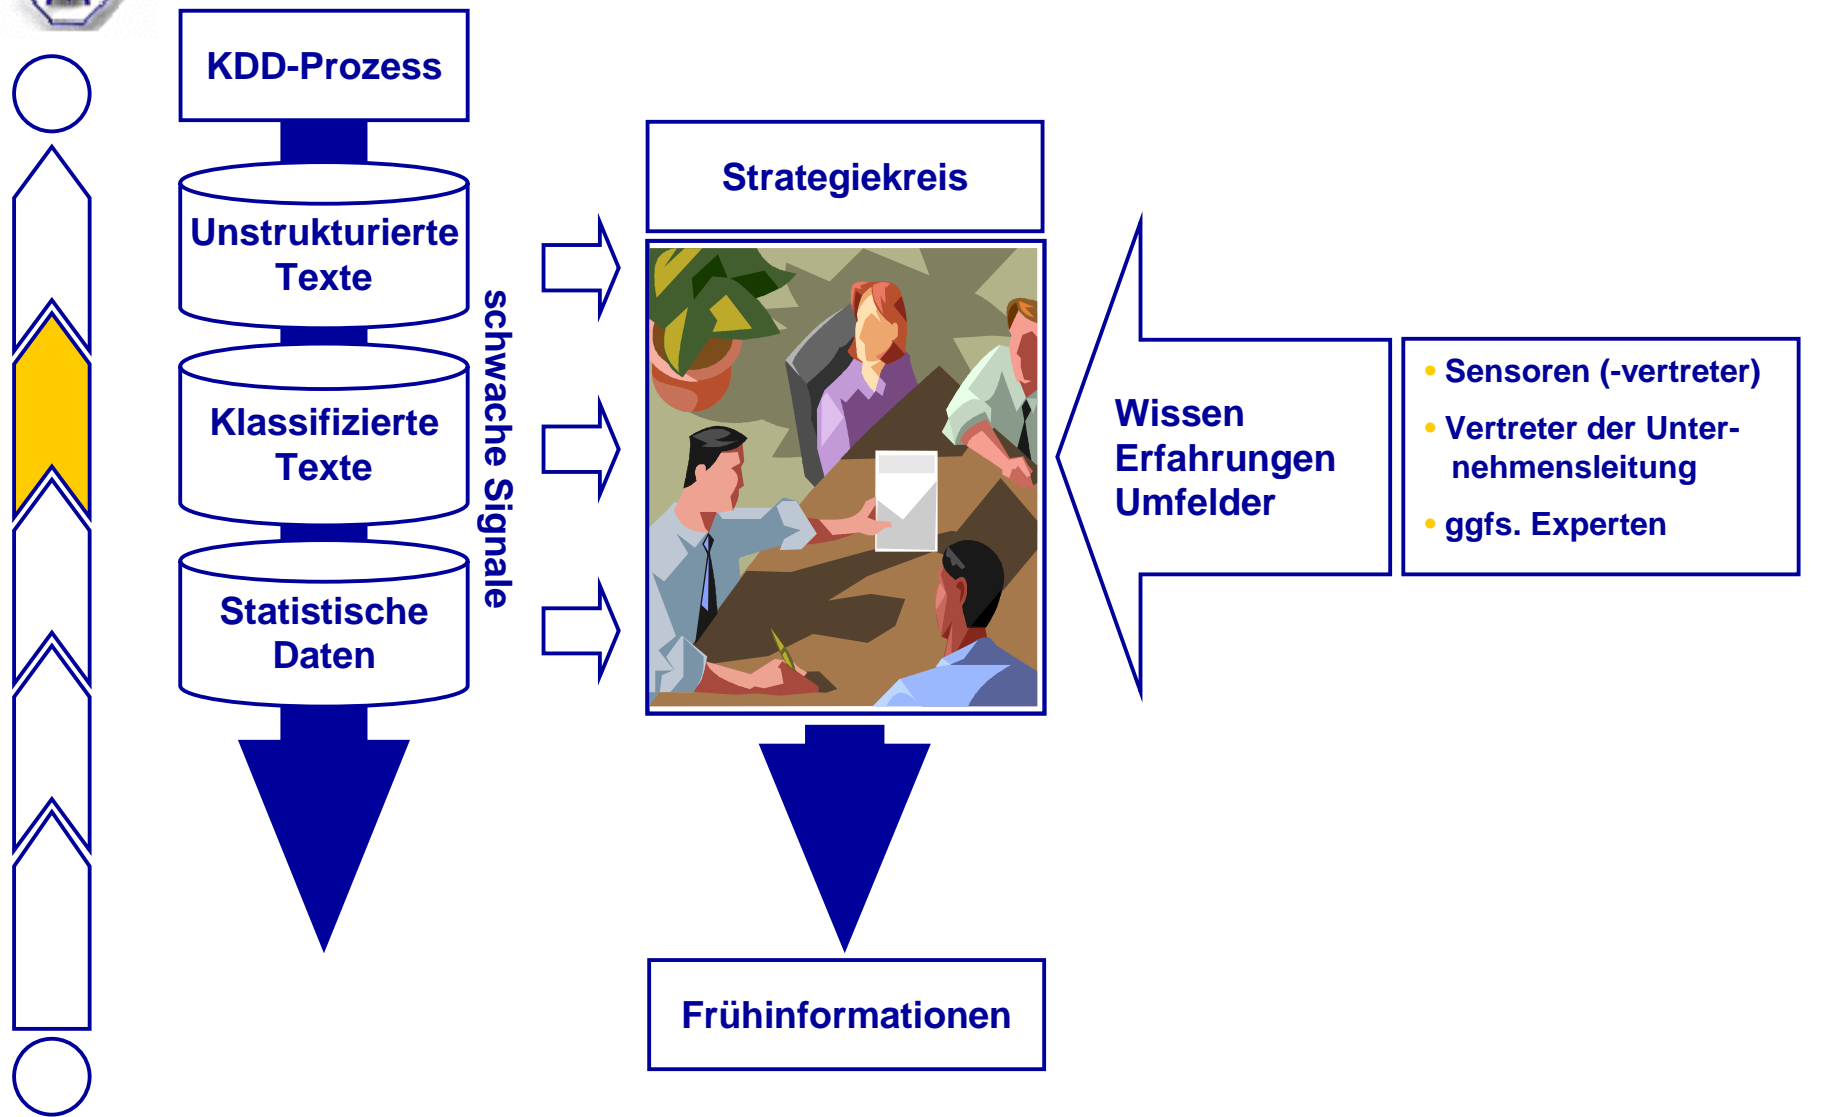 KDD-Prozess
Unstrukturierte
Texte
Klassifizierte
Texte
Statistische
Daten
schwache Signale
Strategiekreis
Wissen
Erfahrungen
Umfelder
• Sensoren (-vertreter)
• Vertreter der Unter-
nehmensleitung
• ggfs. Experten
Frühinformationen